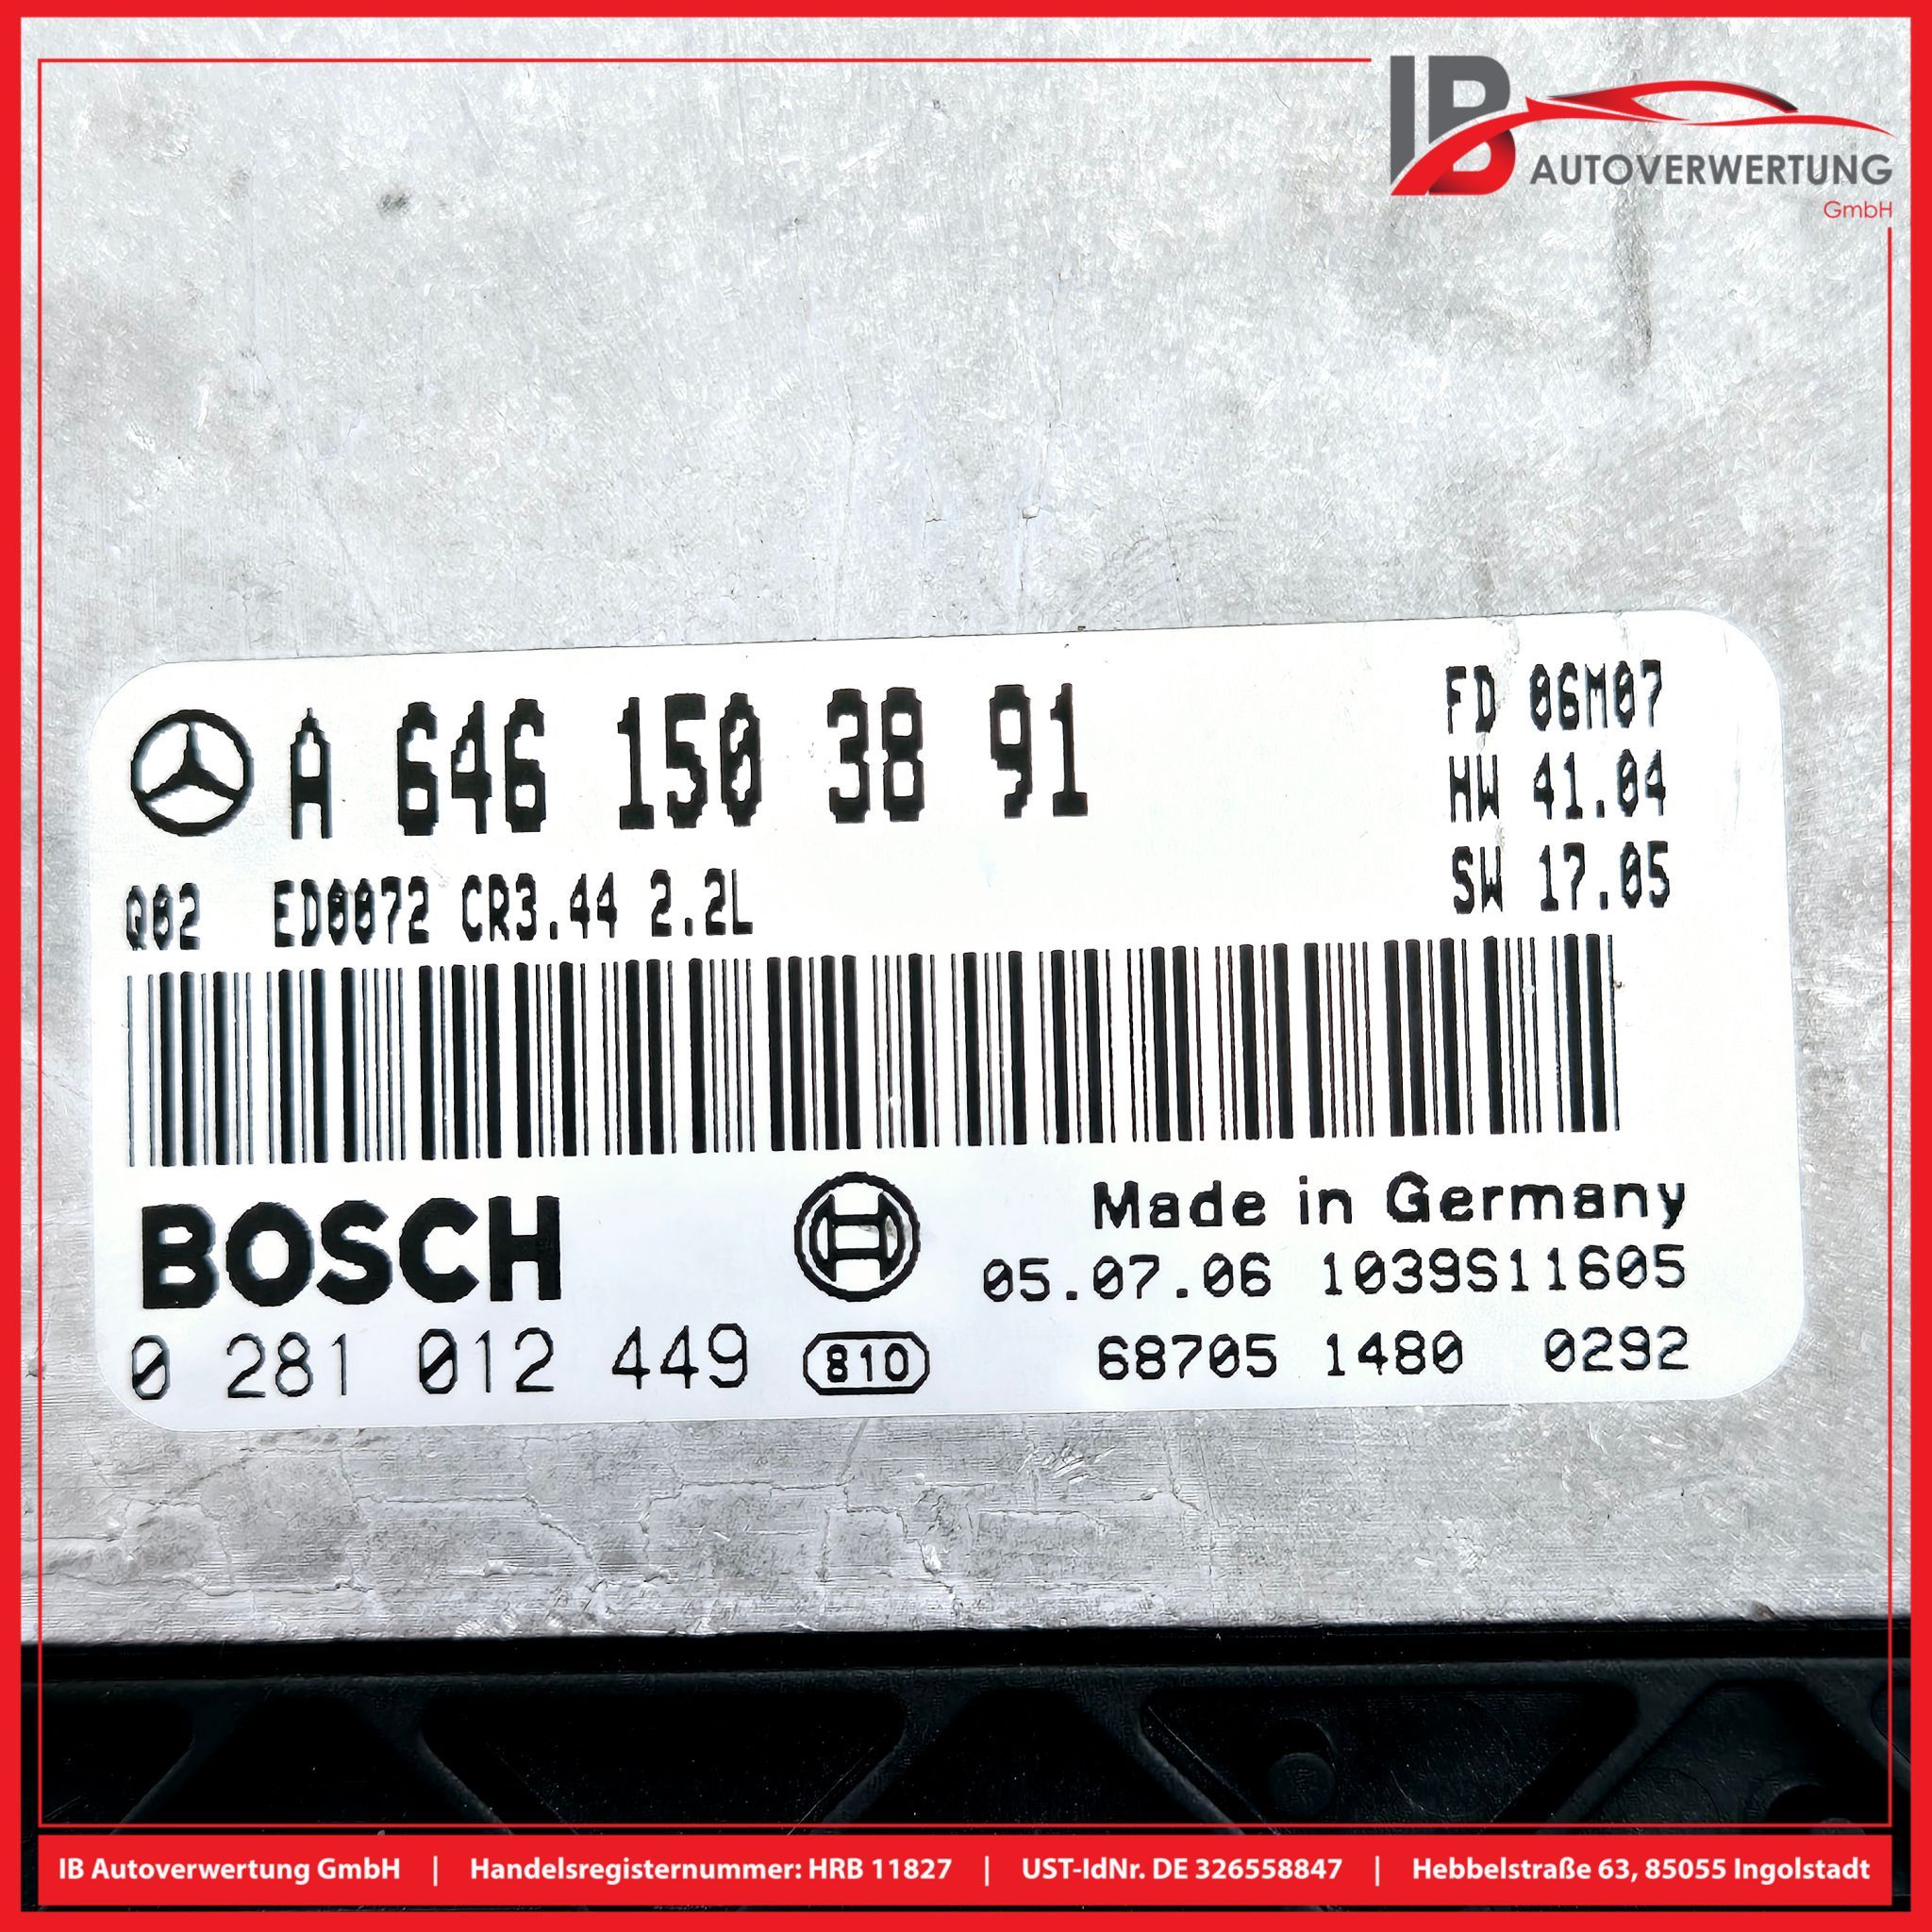 IB AUTOVERWERTUNG
GmbH
A 646 150 38 91
FD 06M07
HW 41.04
Q02 ED0072 CR3.44 2.2L
SW 17.05
BOSCH
Made in Germany
05.07.06 1039S11605
0 281 012 449 810 68705 1480 0292
IB Autoverwertung GmbH | Handelsregisternummer: HRB 11827 | UST-IdNr. DE 326558847 | Hebbelstraße 63, 85055 Ingolstadt